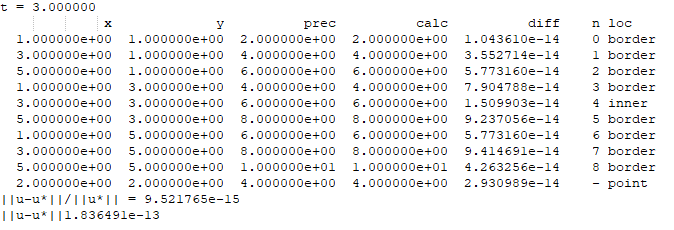 t = 3.000000
x y prec calc diff n loc
1.000000e+00 1.000000e+00 2.000000e+00 2.000000e+00 1.043610e-14 0 border
3.000000e+00 1.000000e+00 4.000000e+00 4.000000e+00 3.552714e-14 1 border
5.000000e+00 1.000000e+00 6.000000e+00 6.000000e+00 5.773160e-14 2 border
1.000000e+00 3.000000e+00 4.000000e+00 4.000000e+00 7.904788e-14 3 border
3.000000e+00 3.000000e+00 6.000000e+00 6.000000e+00 1.509903e-14 4 inner
5.000000e+00 3.000000e+00 8.000000e+00 8.000000e+00 9.237056e-14 5 border
1.000000e+00 5.000000e+00 6.000000e+00 6.000000e+00 5.773160e-14 6 border
3.000000e+00 5.000000e+00 8.000000e+00 8.000000e+00 9.414691e-14 7 border
5.000000e+00 5.000000e+00 1.000000e+01 1.000000e+01 4.263256e-14 8 border
2.000000e+00 2.000000e+00 4.000000e+00 4.000000e+00 2.930989e-14 - point
||u-u*||/||u*|| = 9.521765e-15
||u-u*||1.836491e-13